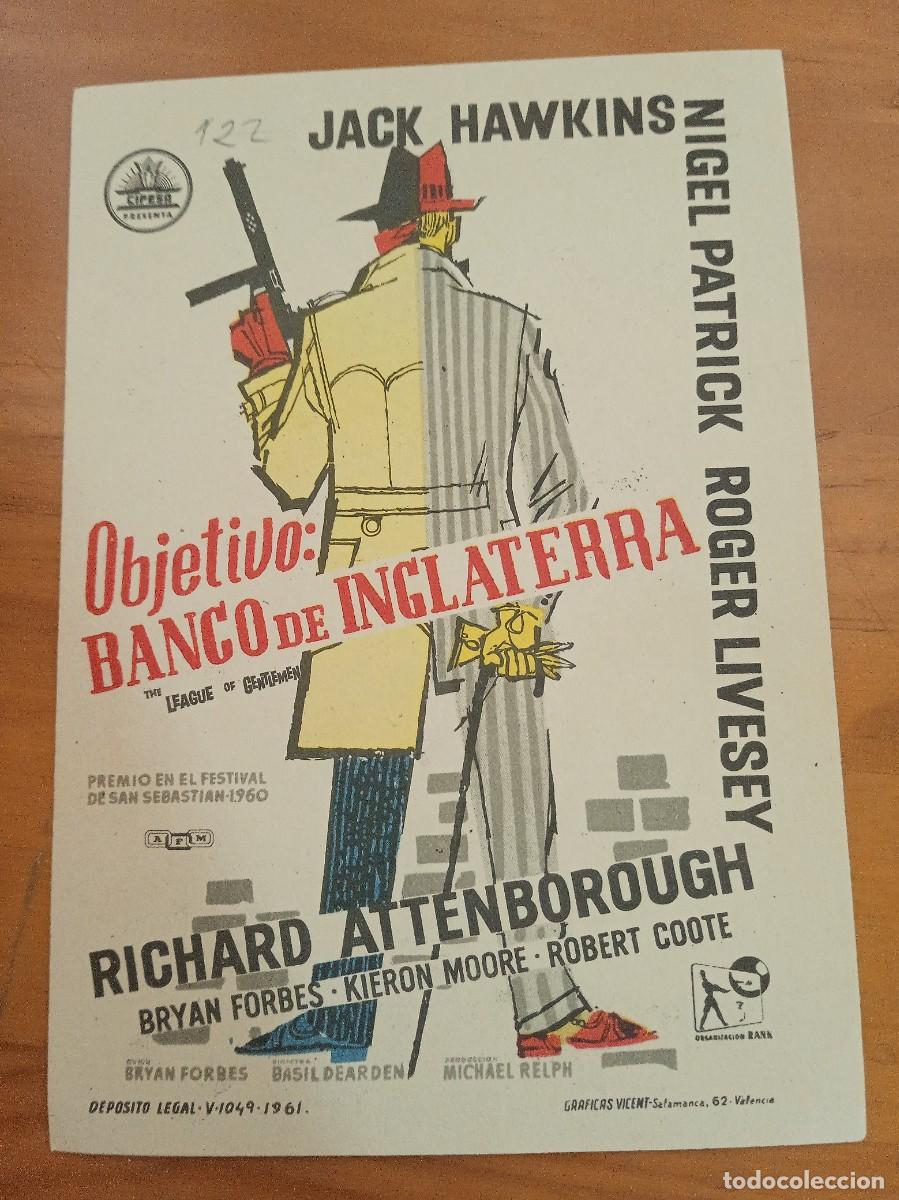 122
JACK HAWKINS
NIGEL PATRICK ROGER LIVESEY
CIFESA
PRESENTA
Objetivo:
BANCO DE INGLATERRA
THE LEAGUE OF GENTLEMEN
PREMIO EN EL FESTIVAL
DE SAN SEBASTIAN-1960
A F M
RICHARD ATTENBOROUGH
BRYAN FORBES · KIERON MOORE · ROBERT COOTE
ORGANIZACION RANK
BRYAN FORBES
BASIL DEARDEN
PRODUCCION
MICHAEL RELPH
DEPOSITO LEGAL · V-1049-1961.
GRAFICAS VICENT-Salamanca, 62-Valencia
todocoleccion